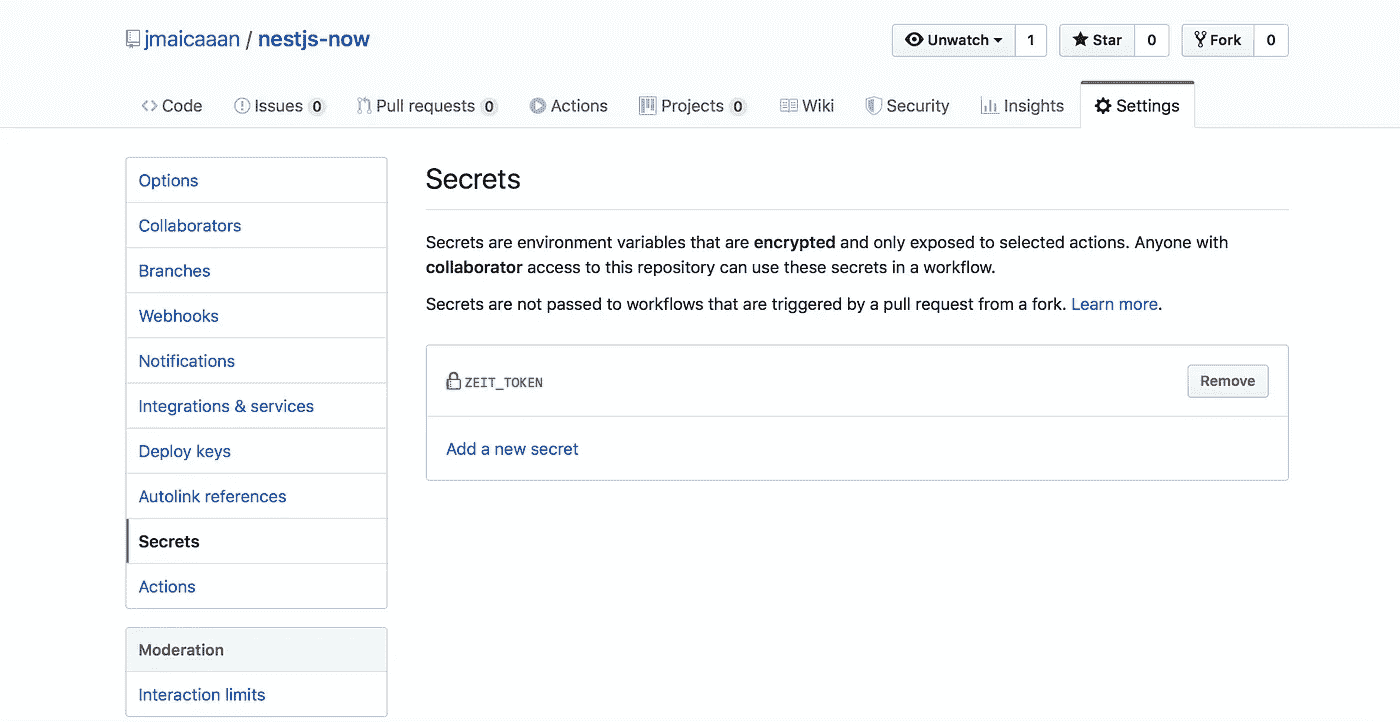 jmaicaaan / nestjs-now
Unwatch 1 Star 0 Fork 0
Code Issues 0 Pull requests 0 Actions Projects 0 Wiki Security Insights Settings
Options
Collaborators
Branches
Webhooks
Notifications
Integrations & services
Deploy keys
Autolink references
Secrets
Actions
Moderation
Interaction limits
Secrets
Secrets are environment variables that are encrypted and only exposed to selected actions. Anyone with
collaborator access to this repository can use these secrets in a workflow.
Secrets are not passed to workflows that are triggered by a pull request from a fork. Learn more.
ZEIT_TOKEN Remove
Add a new secret